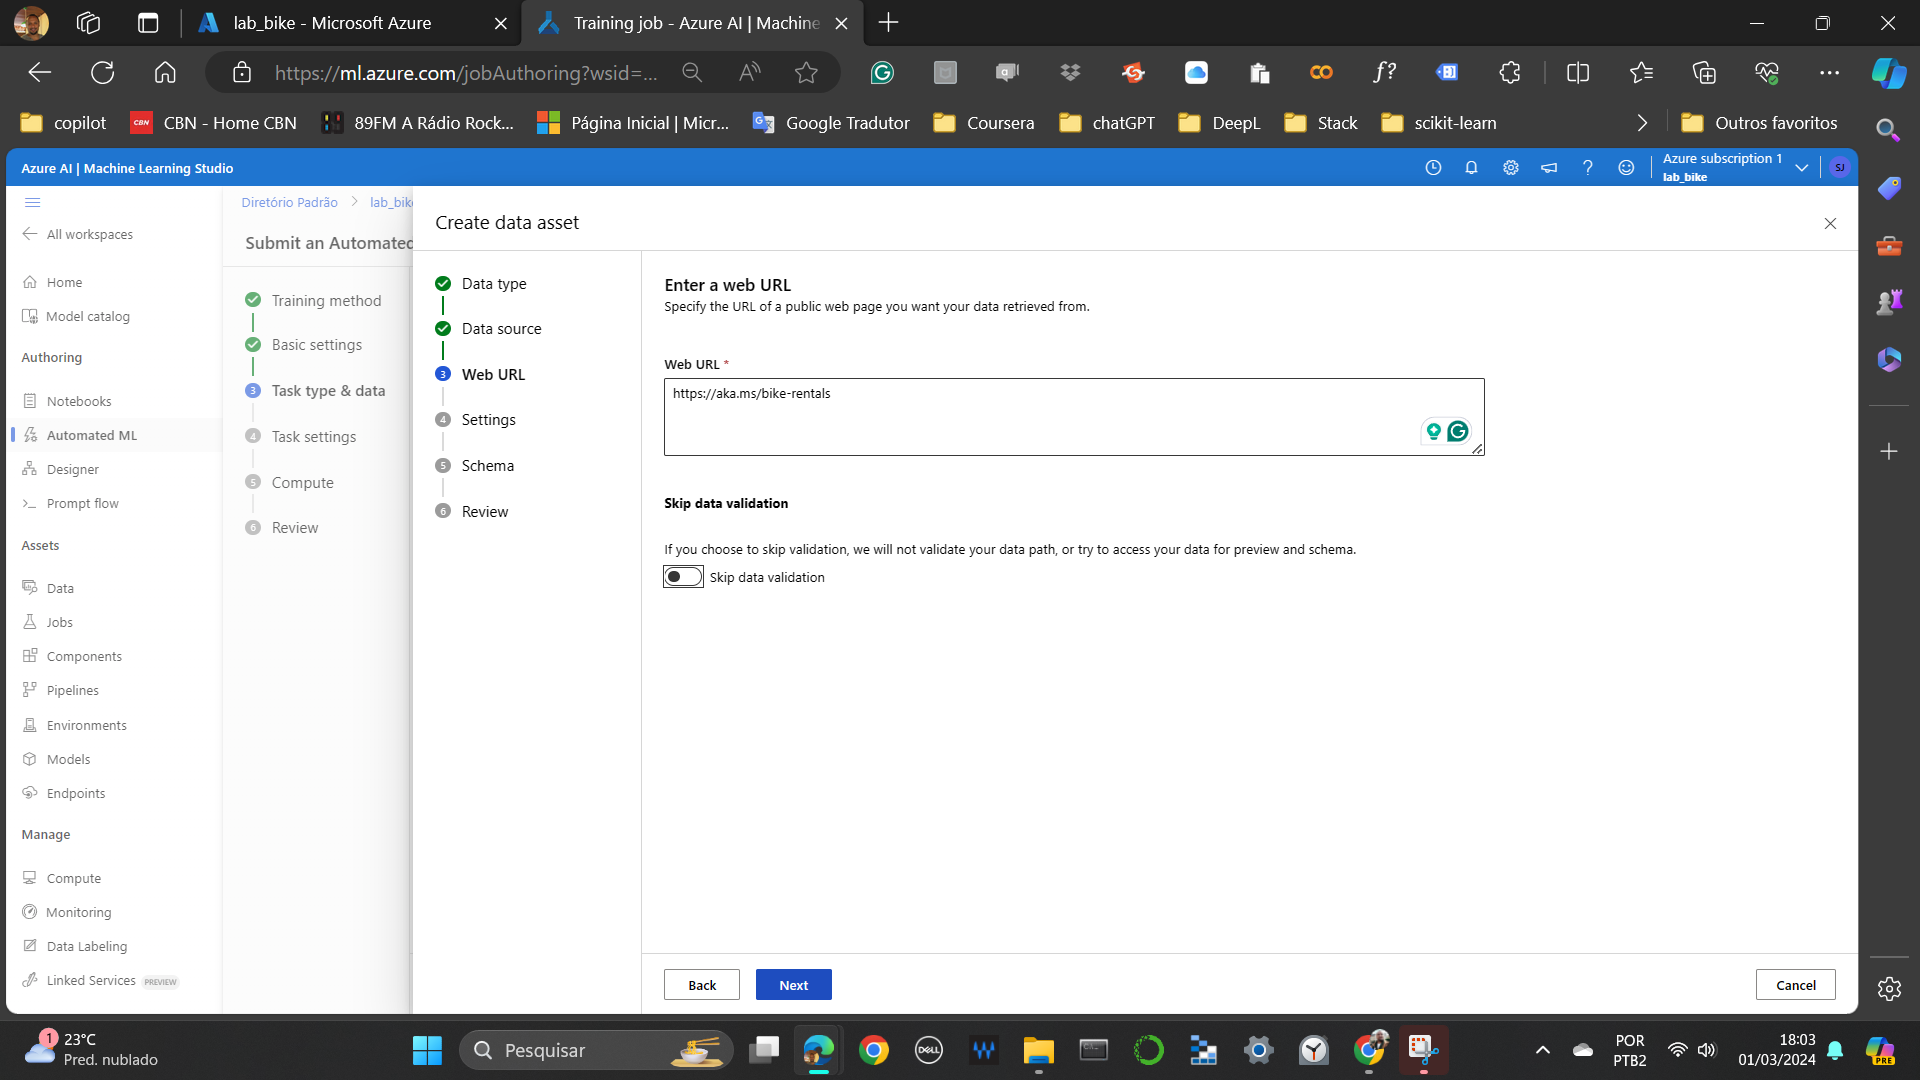 lab_bike - Microsoft Azure
Training job - Azure AI | Machine
https://ml.azure.com/jobAuthoring?wsid=...
copilot
CBN - Home CBN
89FM A Rádio Rock...
Página Inicial | Micr...
Google Tradutor
Coursera
chatGPT
DeepL
Stack
scikit-learn
Outros favoritos
Azure AI | Machine Learning Studio
Azure subscription 1
lab_bike
SJ
All workspaces
Home
Model catalog
Authoring
Notebooks
Automated ML
Designer
Prompt flow
Assets
Data
Jobs
Components
Pipelines
Environments
Models
Endpoints
Manage
Compute
Monitoring
Data Labeling
Linked Services PREVIEW
Diretório Padrão > lab_bik
Submit an Automated
Training method
Basic settings
3 Task type & data
4 Task settings
5 Compute
6 Review
Create data asset
Data type
Data source
3 Web URL
4 Settings
5 Schema
6 Review
Enter a web URL
Specify the URL of a public web page you want your data retrieved from.
Web URL *
https://aka.ms/bike-rentals
Skip data validation
If you choose to skip validation, we will not validate your data path, or try to access your data for preview and schema.
Skip data validation
Back
Next
Cancel
1
23°C
Pred. nublado
Pesquisar
DELL
POR
PTB2
18:03
01/03/2024
PRE